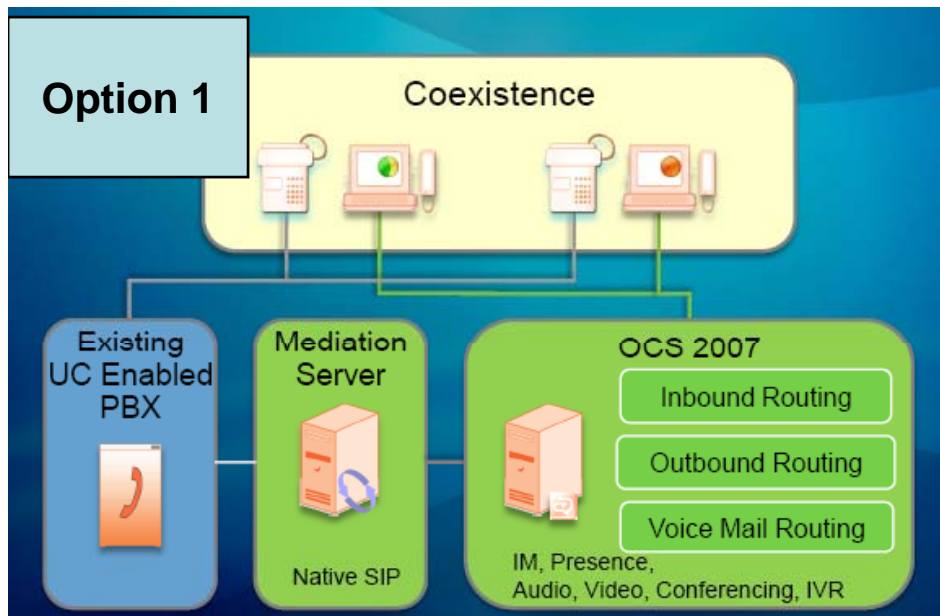 Option 1
Coexistence
Existing
UC Enabled
PBX
Mediation
Server
Native SIP
OCS 2007
Inbound Routing
Outbound Routing
Voice Mail Routing
IM, Presence,
Audio, Video, Conferencing, IVR